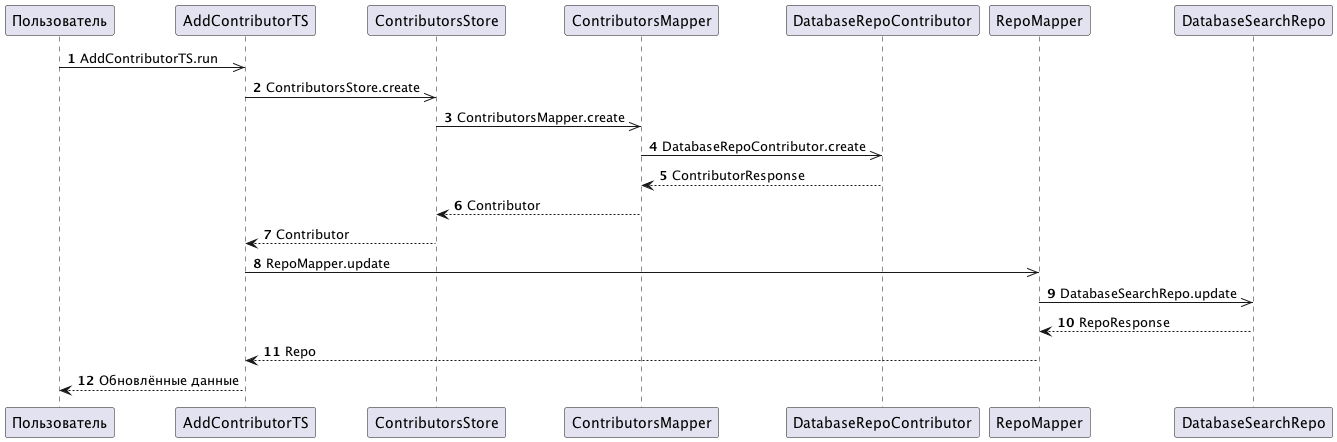 Пользователь
AddContributorTS
ContributorsStore
ContributorsMapper
DatabaseRepoContributor
RepoMapper
DatabaseSearchRepo
1 AddContributorTS.run
2 ContributorsStore.create
3 ContributorsMapper.create
4 DatabaseRepoContributor.create
5 ContributorResponse
6 Contributor
7 Contributor
8 RepoMapper.update
9 DatabaseSearchRepo.update
10 RepoResponse
11 Repo
12 Обновлённые данные
Пользователь
AddContributorTS
ContributorsStore
ContributorsMapper
DatabaseRepoContributor
RepoMapper
DatabaseSearchRepo